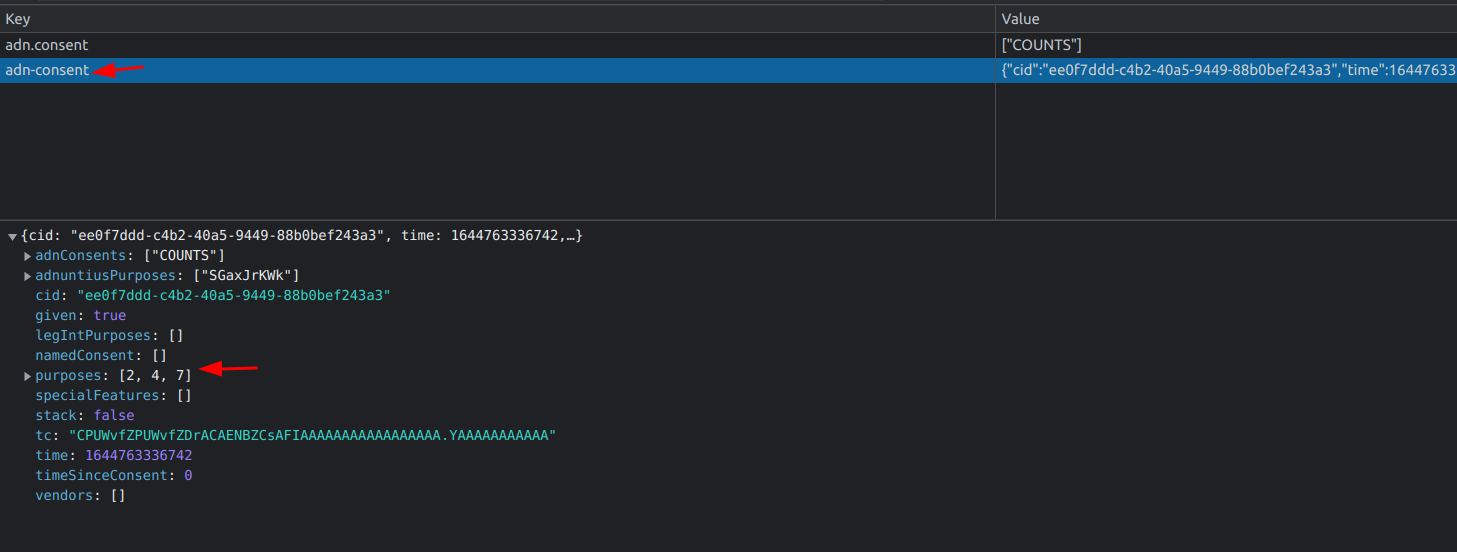 Key Value
adn.consent ["COUNTS"]
adn-consent {"cid":"ee0f7ddd-c4b2-40a5-9449-88b0bef243a3","time":16447633
{cid: "ee0f7ddd-c4b2-40a5-9449-88b0bef243a3", time: 1644763336742,…}
adnConsents: ["COUNTS"]
adnuntiusPurposes: ["SGaxJrKWk"]
cid: "ee0f7ddd-c4b2-40a5-9449-88b0bef243a3"
given: true
legIntPurposes: []
namedConsent: []
purposes: [2, 4, 7]
specialFeatures: []
stack: false
tc: "CPUWvfZPUWvfZDrACAENBZCsAFIAAAAAAAAAAAAAAAAA.YAAAAAAAAAAA"
time: 1644763336742
timeSinceConsent: 0
vendors: []